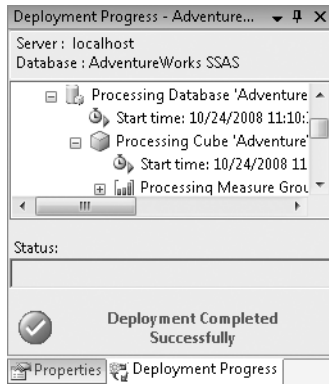 Deployment Progress - Adventure...
Server : localhost
Database : AdventureWorks SSAS
Processing Database 'Adventure
Start time: 10/24/2008 11:10:
Processing Cube 'Adventure'
Start time: 10/24/2008 11
Processing Measure Grou
Status:
Deployment Completed
Successfully
Properties Deployment Progress